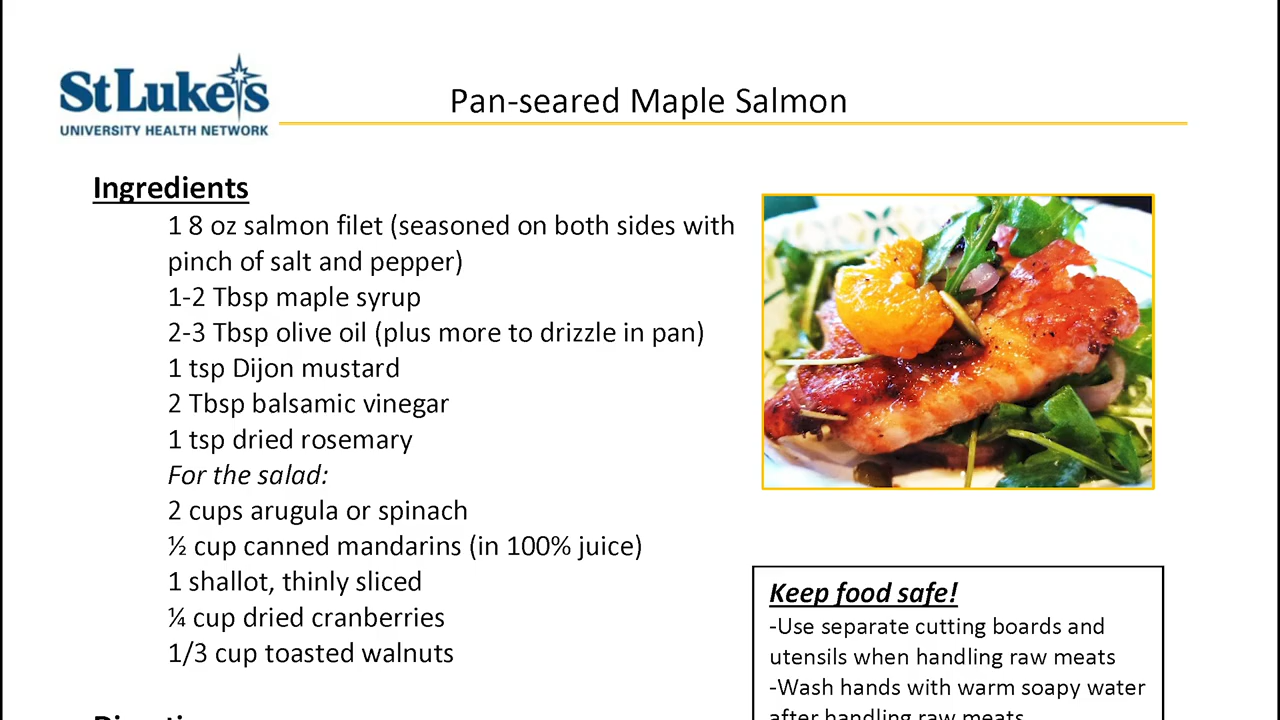 StLuke's
UNIVERSITY HEALTH NETWORK
Pan-seared Maple Salmon
Ingredients
1 8 oz salmon filet (seasoned on both sides with
pinch of salt and pepper)
1-2 Tbsp maple syrup
2-3 Tbsp olive oil (plus more to drizzle in pan)
1 tsp Dijon mustard
2 Tbsp balsamic vinegar
1 tsp dried rosemary
For the salad:
2 cups arugula or spinach
½ cup canned mandarins (in 100% juice)
1 shallot, thinly sliced
¼ cup dried cranberries
1/3 cup toasted walnuts
Keep food safe!
-Use separate cutting boards and
utensils when handling raw meats
-Wash hands with warm soapy water
after handling raw meats